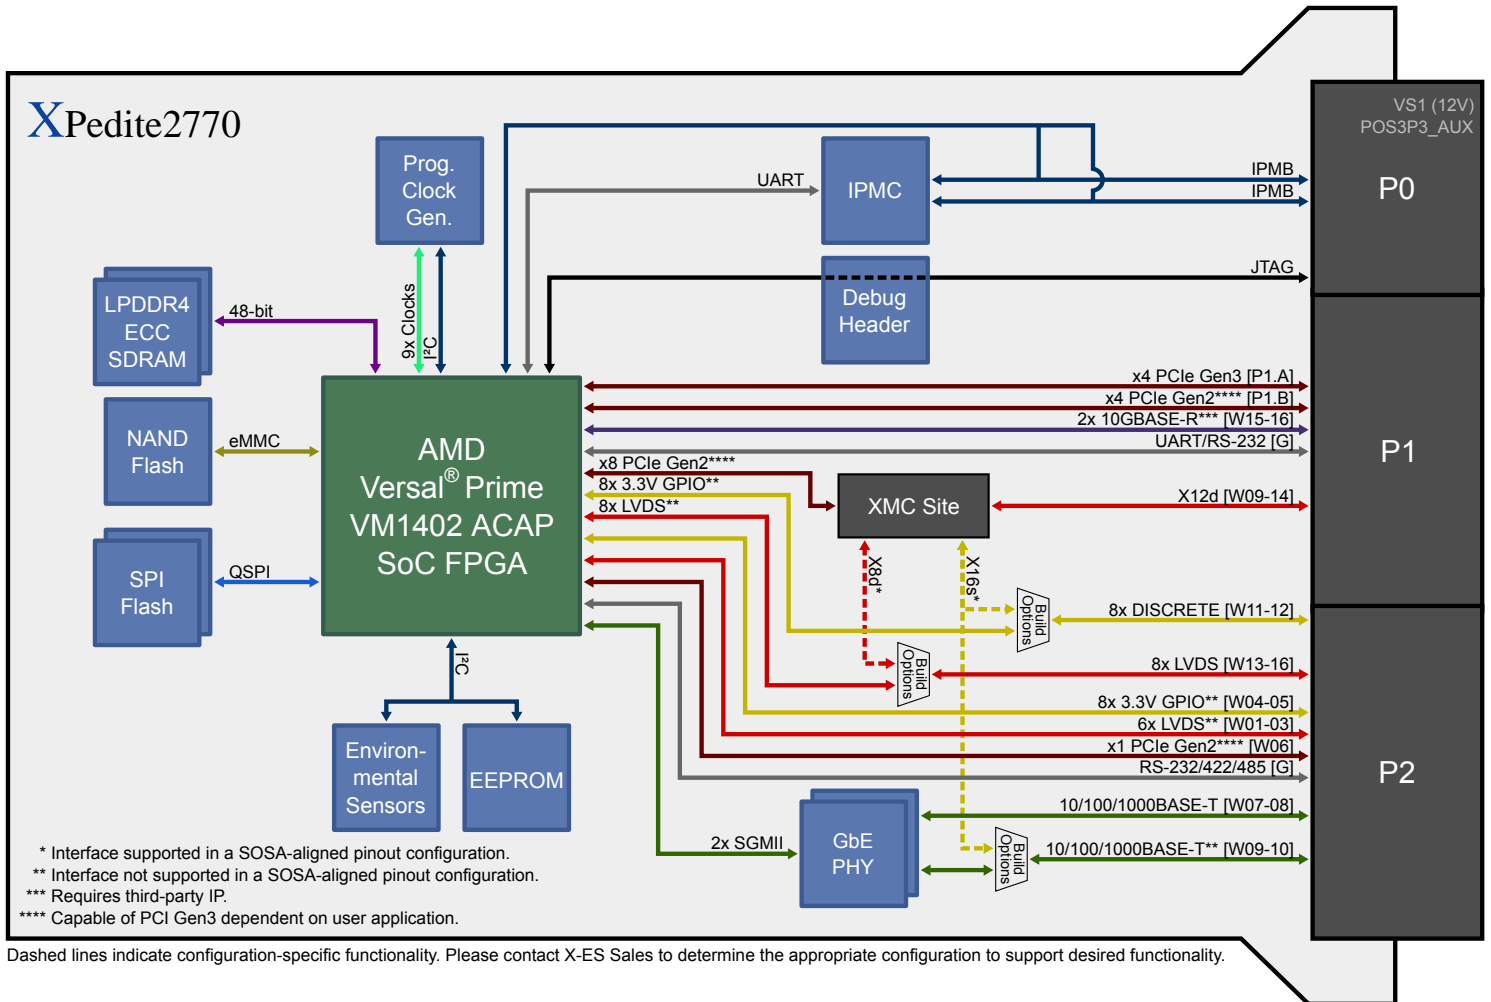 XPedite2770
VS1 (12V)
POS3P3_AUX
P0
IPMB
IPMB
JTAG
Prog.
Clock
Gen.
UART
IPMC
Debug
Header
LPDDR4
ECC
SDRAM
48-bit
9x Clocks
I²C
NAND
Flash
eMMC
SPI
Flash
QSPI
AMD
Versal® Prime
VM1402 ACAP
SoC FPGA
x4 PCIe Gen3 [P1.A]
x4 PCIe Gen2**** [P1.B]
2x 10GBASE-R*** [W15-16]
UART/RS-232 [G]
P1
x8 PCIe Gen2****
8x 3.3V GPIO**
8x LVDS**
XMC Site
X12d [W09-14]
X8d*
X16s*
Build
Options
8x DISCRETE [W11-12]
Build
Options
8x LVDS [W13-16]
8x 3.3V GPIO** [W04-05]
6x LVDS** [W01-03]
x1 PCIe Gen2**** [W06]
RS-232/422/485 [G]
P2
I²C
Environ-
mental
Sensors
EEPROM
2x SGMII
GbE
PHY
10/100/1000BASE-T [W07-08]
Build
Options
10/100/1000BASE-T** [W09-10]
* Interface supported in a SOSA-aligned pinout configuration.
** Interface not supported in a SOSA-aligned pinout configuration.
*** Requires third-party IP.
**** Capable of PCI Gen3 dependent on user application.
Dashed lines indicate configuration-specific functionality. Please contact X-ES Sales to determine the appropriate configuration to support desired functionality.